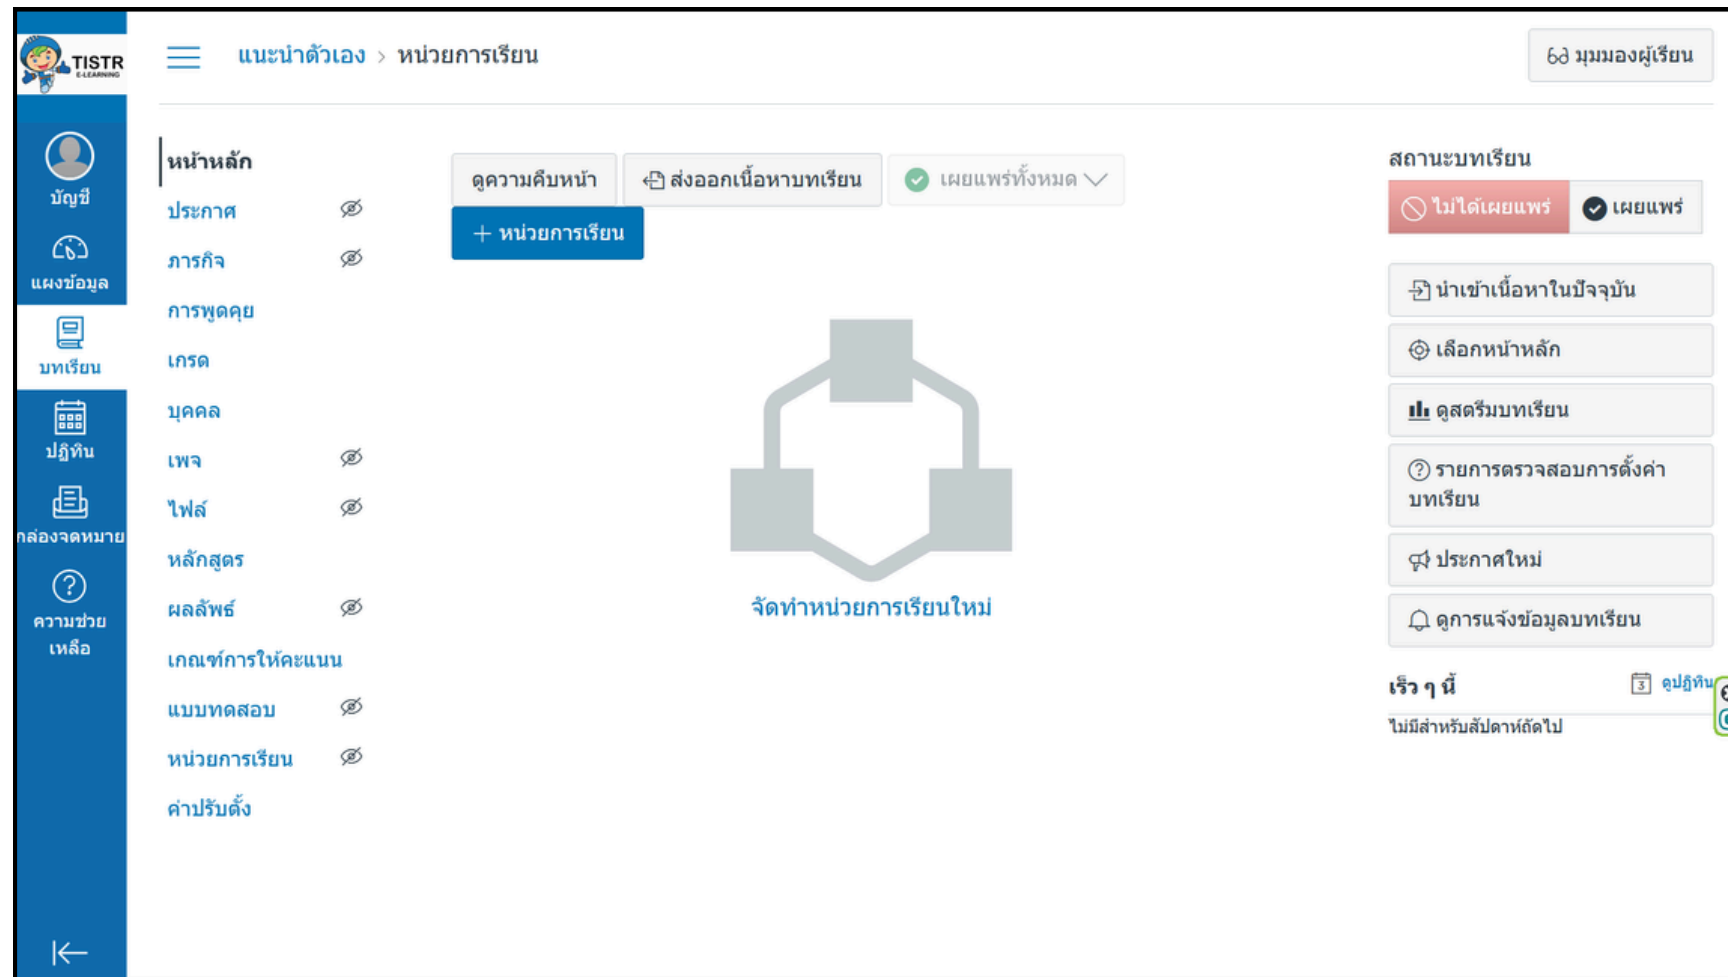 TISTR
E-LEARNING
บัญชี
แผงข้อมูล
บทเรียน
ปฏิทิน
กล่องจดหมาย
ความช่วย
เหลือ
แนะนำตัวเอง > หน่วยการเรียน
มุมมองผู้เรียน
หน้าหลัก
ประกาศ
ภารกิจ
การพูดคุย
เกรด
บุคคล
เพจ
ไฟล์
หลักสูตร
ผลลัพธ์
เกณฑ์การให้คะแนน
แบบทดสอบ
หน่วยการเรียน
ค่าปรับตั้ง
ดูความคืบหน้า
ส่งออกเนื้อหาบทเรียน
เผยแพร่ทั้งหมด
+ หน่วยการเรียน
จัดทำหน่วยการเรียนใหม่
สถานะบทเรียน
ไม่ได้เผยแพร่
เผยแพร่
นำเข้าเนื้อหาในปัจจุบัน
เลือกหน้าหลัก
ดูสตรีมบทเรียน
รายการตรวจสอบการตั้งค่า
บทเรียน
ประกาศใหม่
ดูการแจ้งข้อมูลบทเรียน
เร็ว ๆ นี้
3 ดูปฏิทิน
ไม่มีสำหรับสัปดาห์ถัดไป